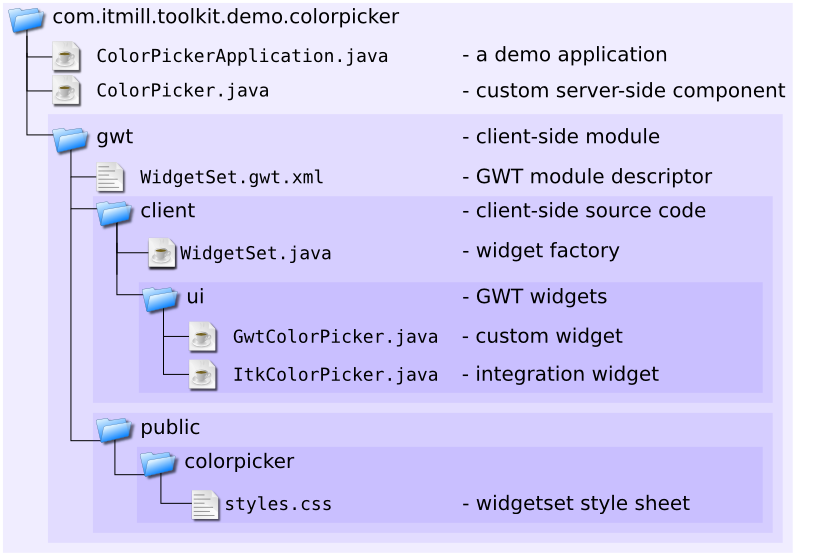 com.itmill.toolkit.demo.colorpicker
ColorPickerApplication.java - a demo application
ColorPicker.java - custom server-side component
gwt - client-side module
WidgetSet.gwt.xml - GWT module descriptor
client - client-side source code
WidgetSet.java - widget factory
ui - GWT widgets
GwtColorPicker.java - custom widget
ItkColorPicker.java - integration widget
public
colorpicker
styles.css - widgetset style sheet